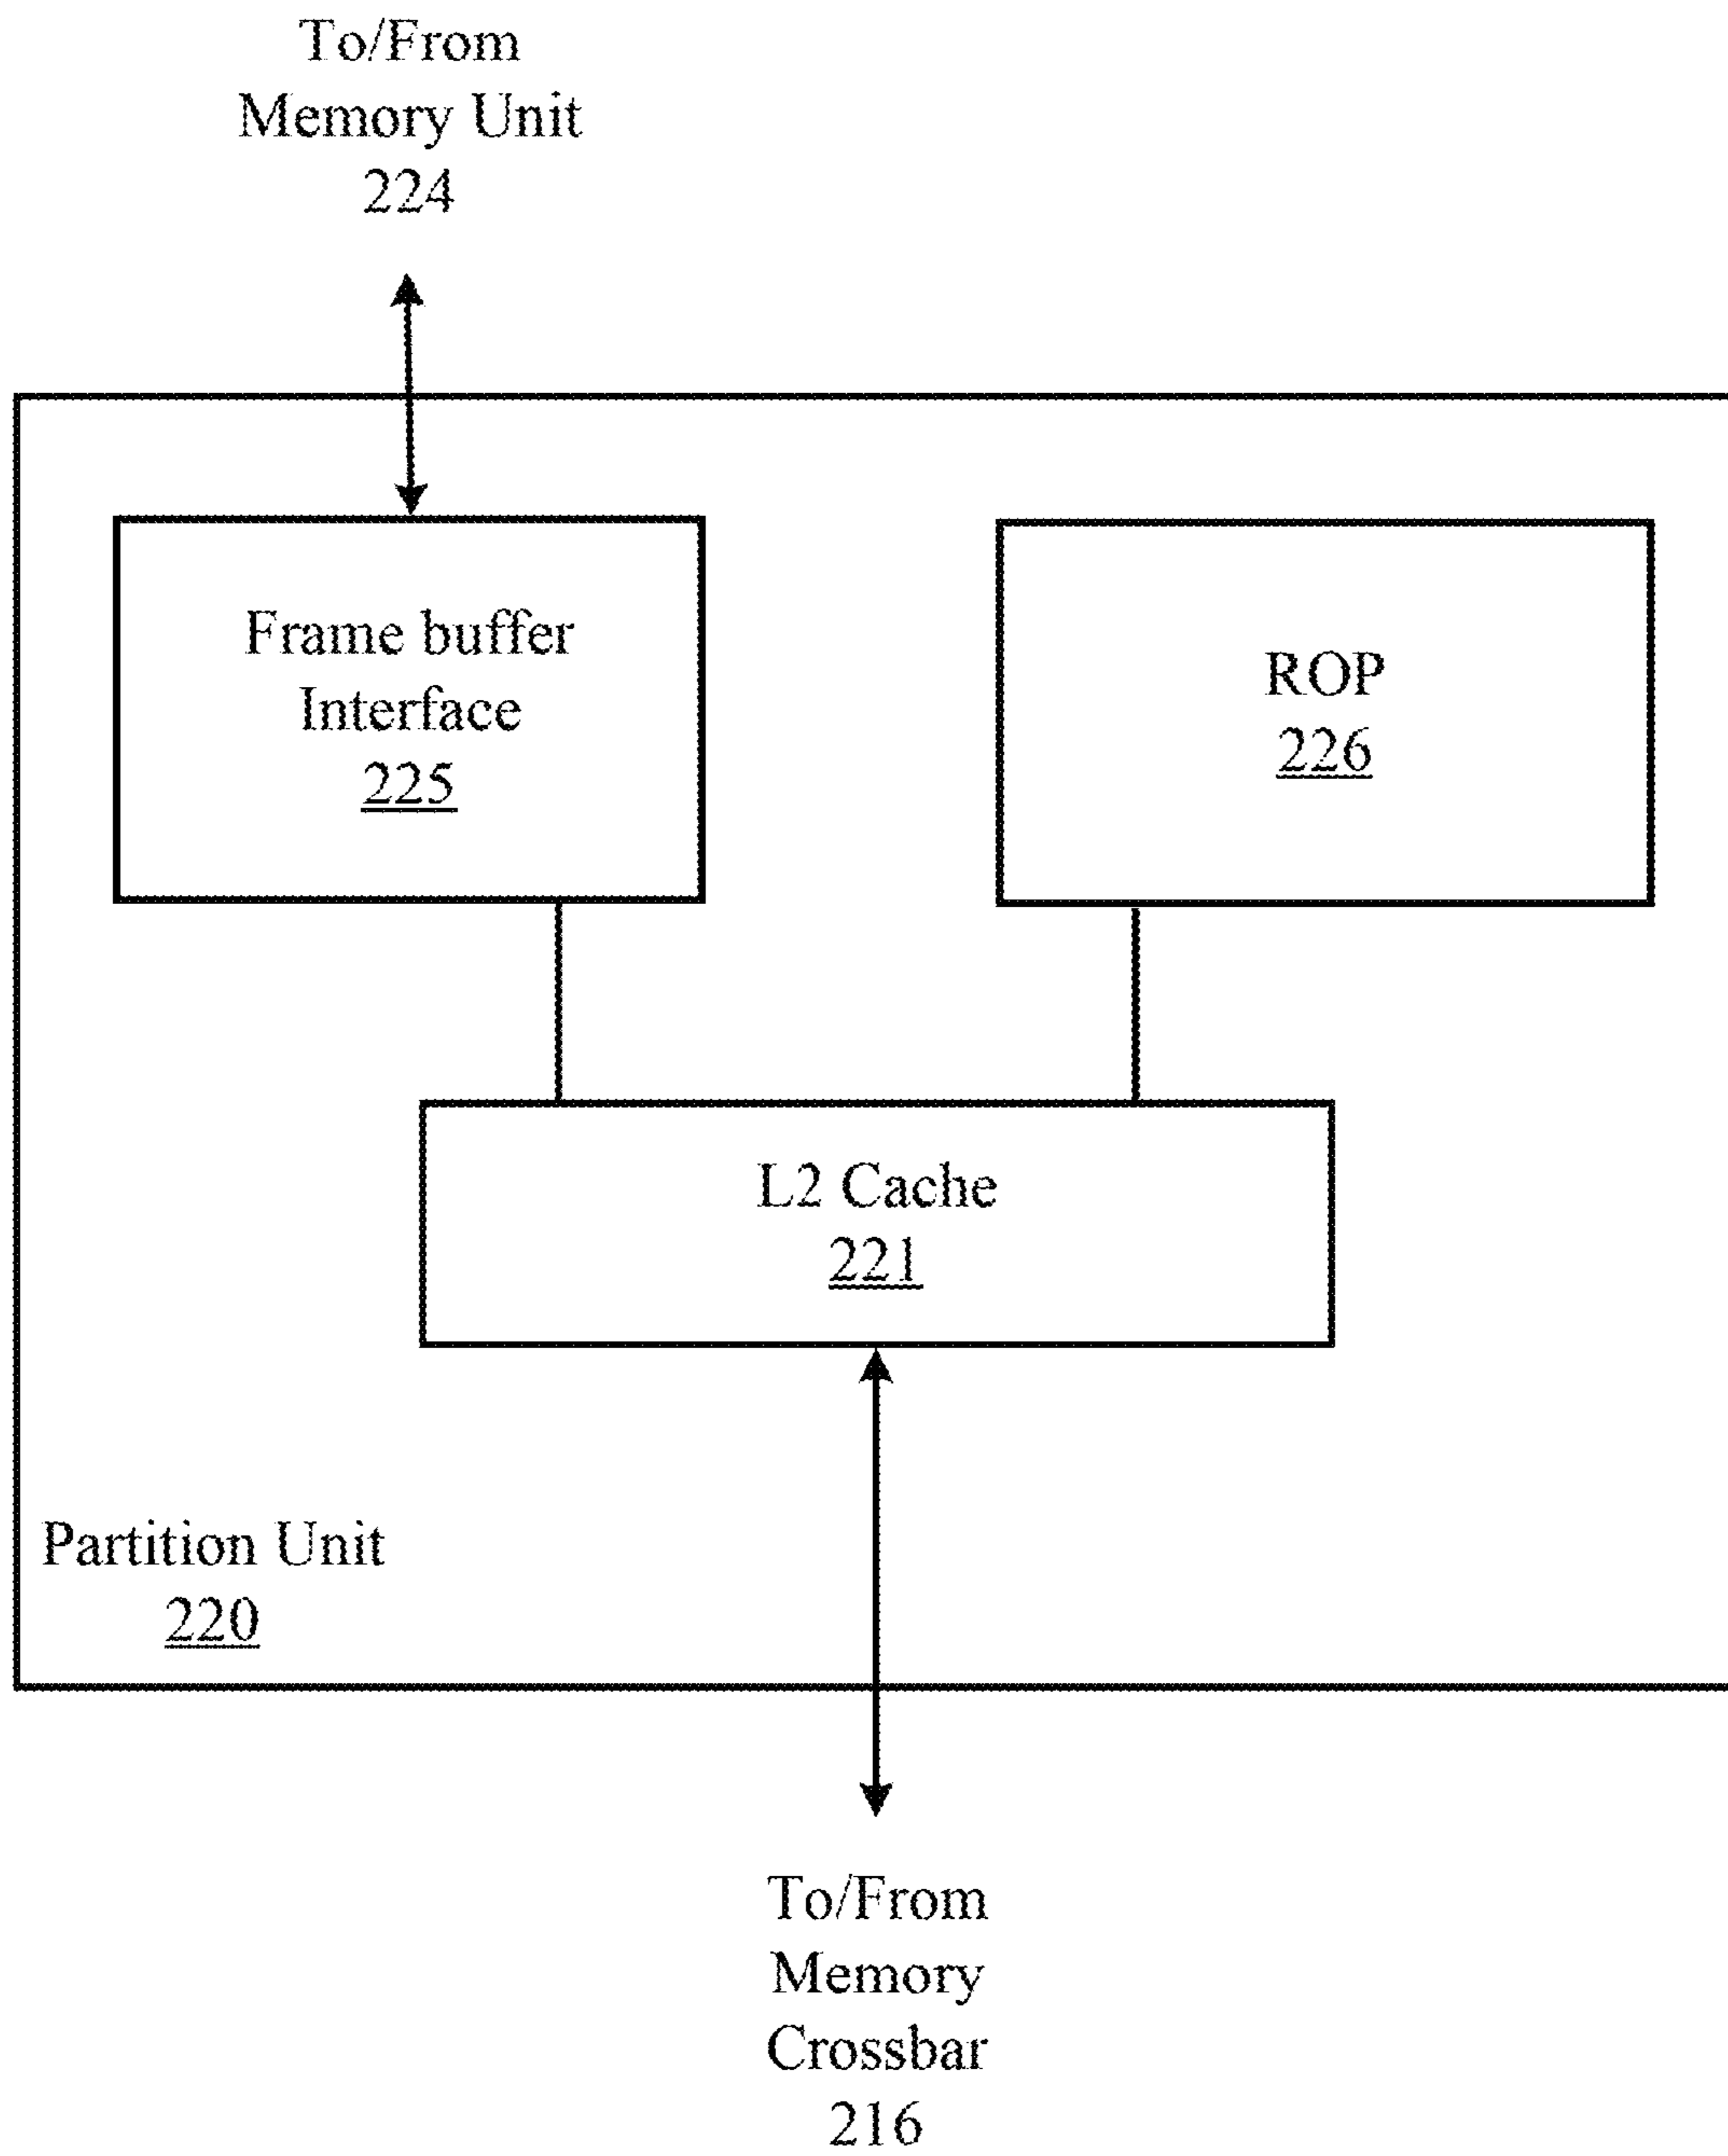 To/From
Memory Unit
224
Frame buffer
Interface
225
ROP
226
L2 Cache
221
Partition Unit
220
To/From
Memory
Crossbar
216